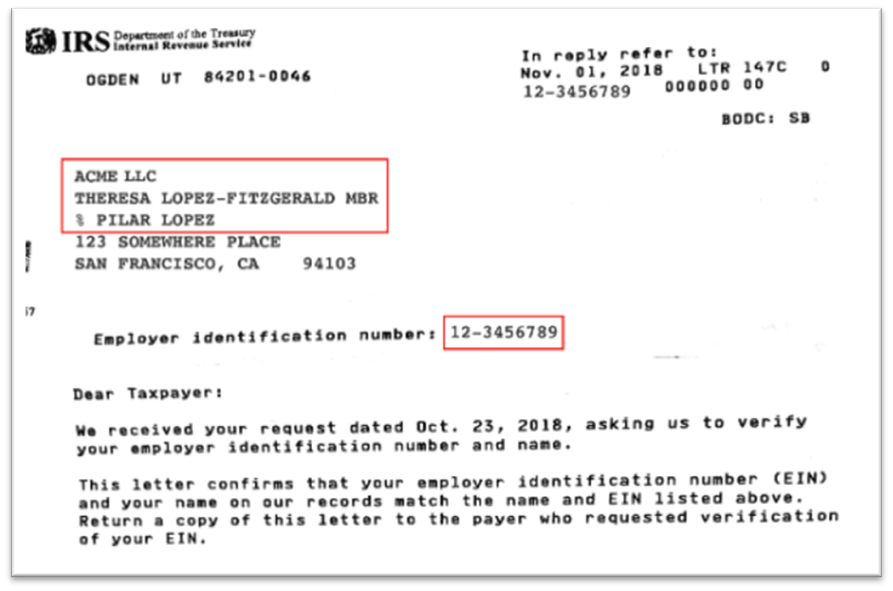 IRS Department of the Treasury
Internal Revenue Service
OGDEN UT 84201-0046
In reply refer to:
Nov. 01, 2018 LTR 147C 0
12-3456789 000000 00
BODC: SB
ACME LLC
THERESA LOPEZ-FITZGERALD MBR
% PILAR LOPEZ
123 SOMEWHERE PLACE
SAN FRANCISCO, CA 94103
Employer identification number: 12-3456789
Dear Taxpayer:
We received your request dated Oct. 23, 2018, asking us to verify
your employer identification number and name.
This letter confirms that your employer identification number (EIN)
and your name on our records match the name and EIN listed above.
Return a copy of this letter to the payer who requested verification
of your EIN.